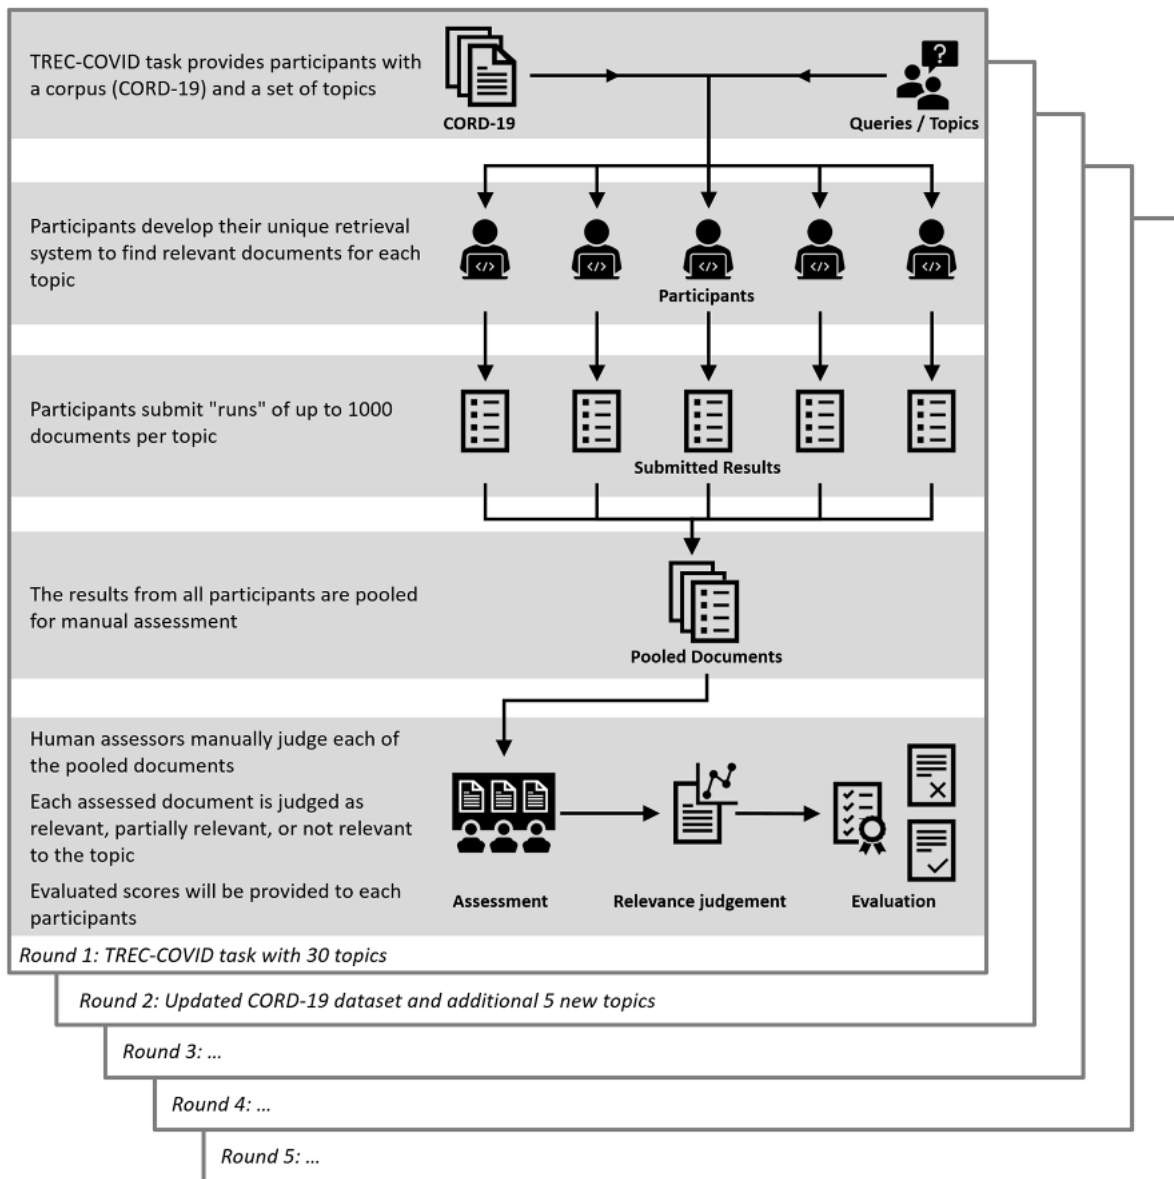 TREC-COVID task provides participants with
a corpus (CORD-19) and a set of topics
CORD-19
?
Queries / Topics
Participants develop their unique retrieval
system to find relevant documents for each
topic
</> </> </> </> </>
Participants
Participants submit "runs" of up to 1000
documents per topic
Submitted Results
The results from all participants are pooled
for manual assessment
Pooled Documents
Human assessors manually judge each of
the pooled documents
Each assessed document is judged as
relevant, partially relevant, or not relevant
to the topic
Evaluated scores will be provided to each
participants
Assessment
Relevance judgement
Evaluation
Round 1: TREC-COVID task with 30 topics
Round 2: Updated CORD-19 dataset and additional 5 new topics
Round 3: ...
Round 4: ...
Round 5: ...